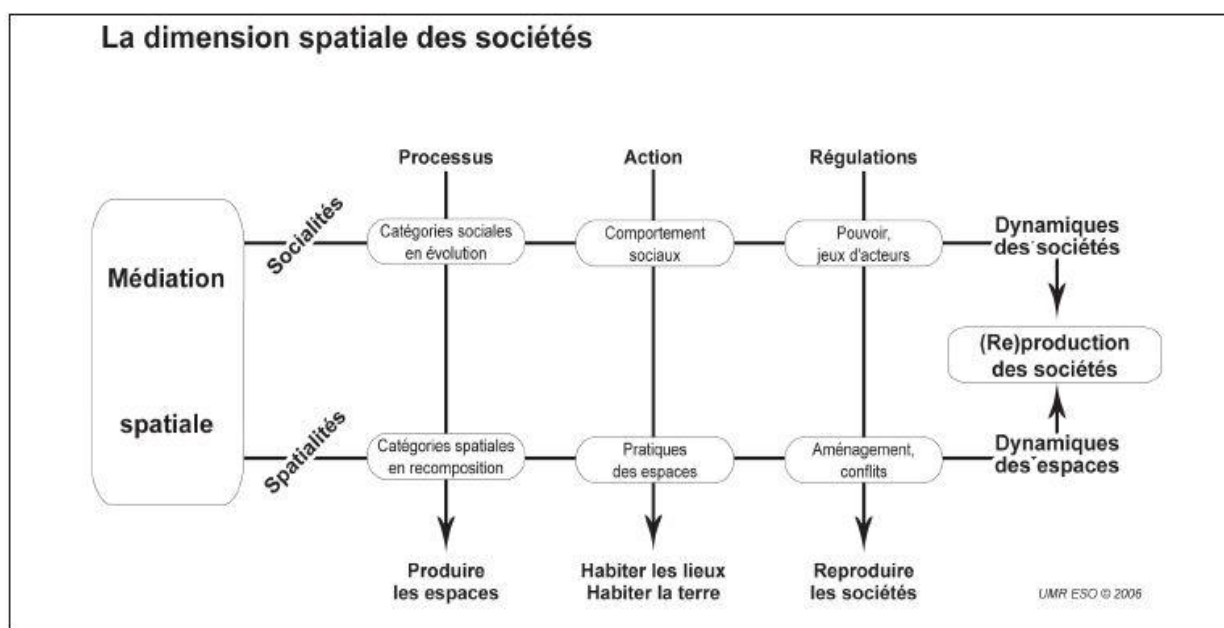 La dimension spatiale des sociétés
Processus
Action
Régulations
Médiation
spatiale
Socialités
Catégories sociales
en évolution
Comportement
sociaux
Pouvoir,
jeux d'acteurs
Dynamiques
des sociétés
(Re)production
des sociétés
Spatialités
Catégories spatiales
en recomposition
Pratiques
des espaces
Aménagement,
conflits
Dynamiques
des espaces
Produire
les espaces
Habiter les lieux
Habiter la terre
Reproduire
les sociétés
UMR ESO © 2006